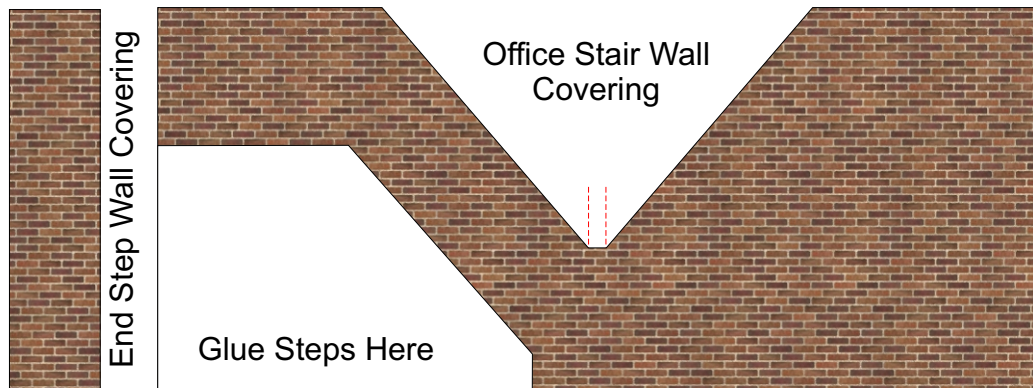 End Step Wall Covering
Office Stair Wall
Covering
Glue Steps Here